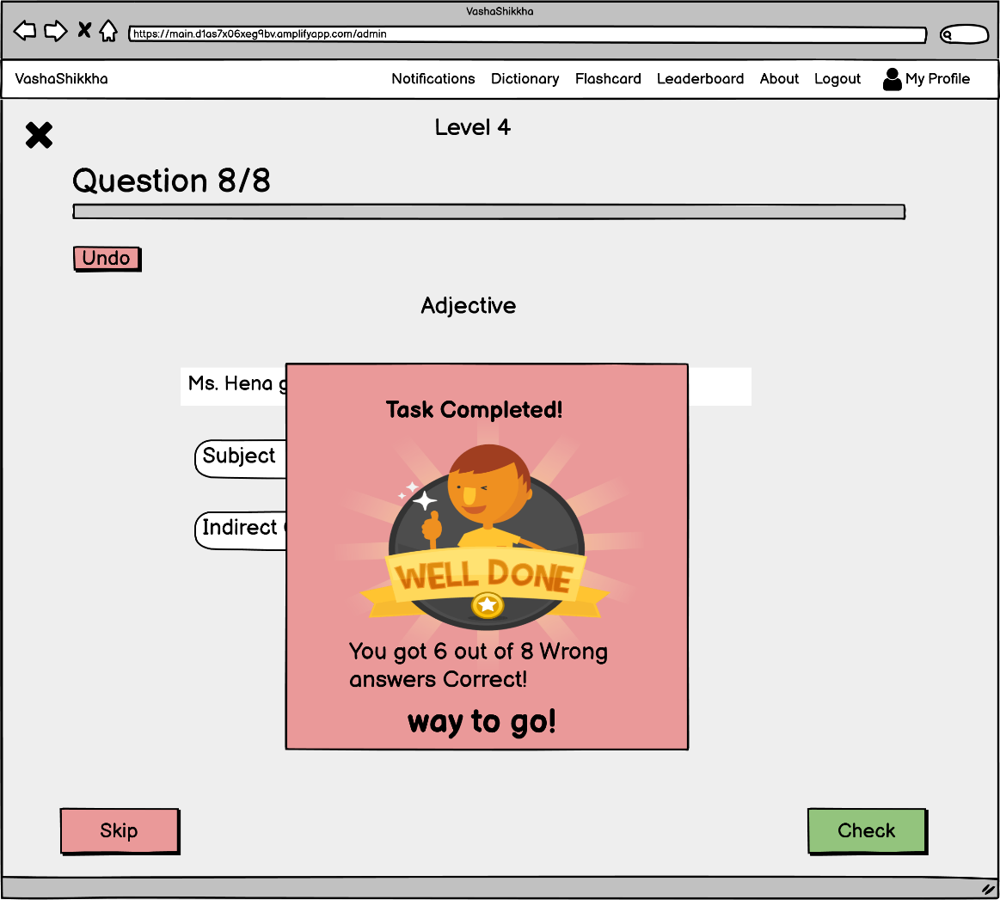 VashaShikkha
https://main.d1as7x06xeg9bv.amplifyapp.com/admin
VashaShikkha Notifications Dictionary Flashcard Leaderboard About Logout My Profile
Level 4
Question 8/8
Undo
Adjective
Ms. Hena
Task Completed!
Subject
Indirect
WELL DONE
You got 6 out of 8 Wrong
answers Correct!
way to go!
Skip Check